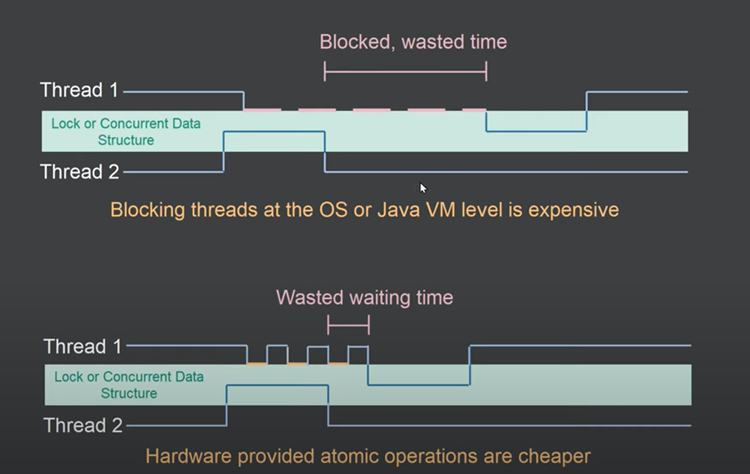 Blocked, wasted time
Thread 1
Lock or Concurrent Data
Structure
Thread 2
Blocking threads at the OS or Java VM level is expensive
Wasted waiting time
Thread 1
Lock or Concurrent Data
Structure
Thread 2
Hardware provided atomic operations are cheaper